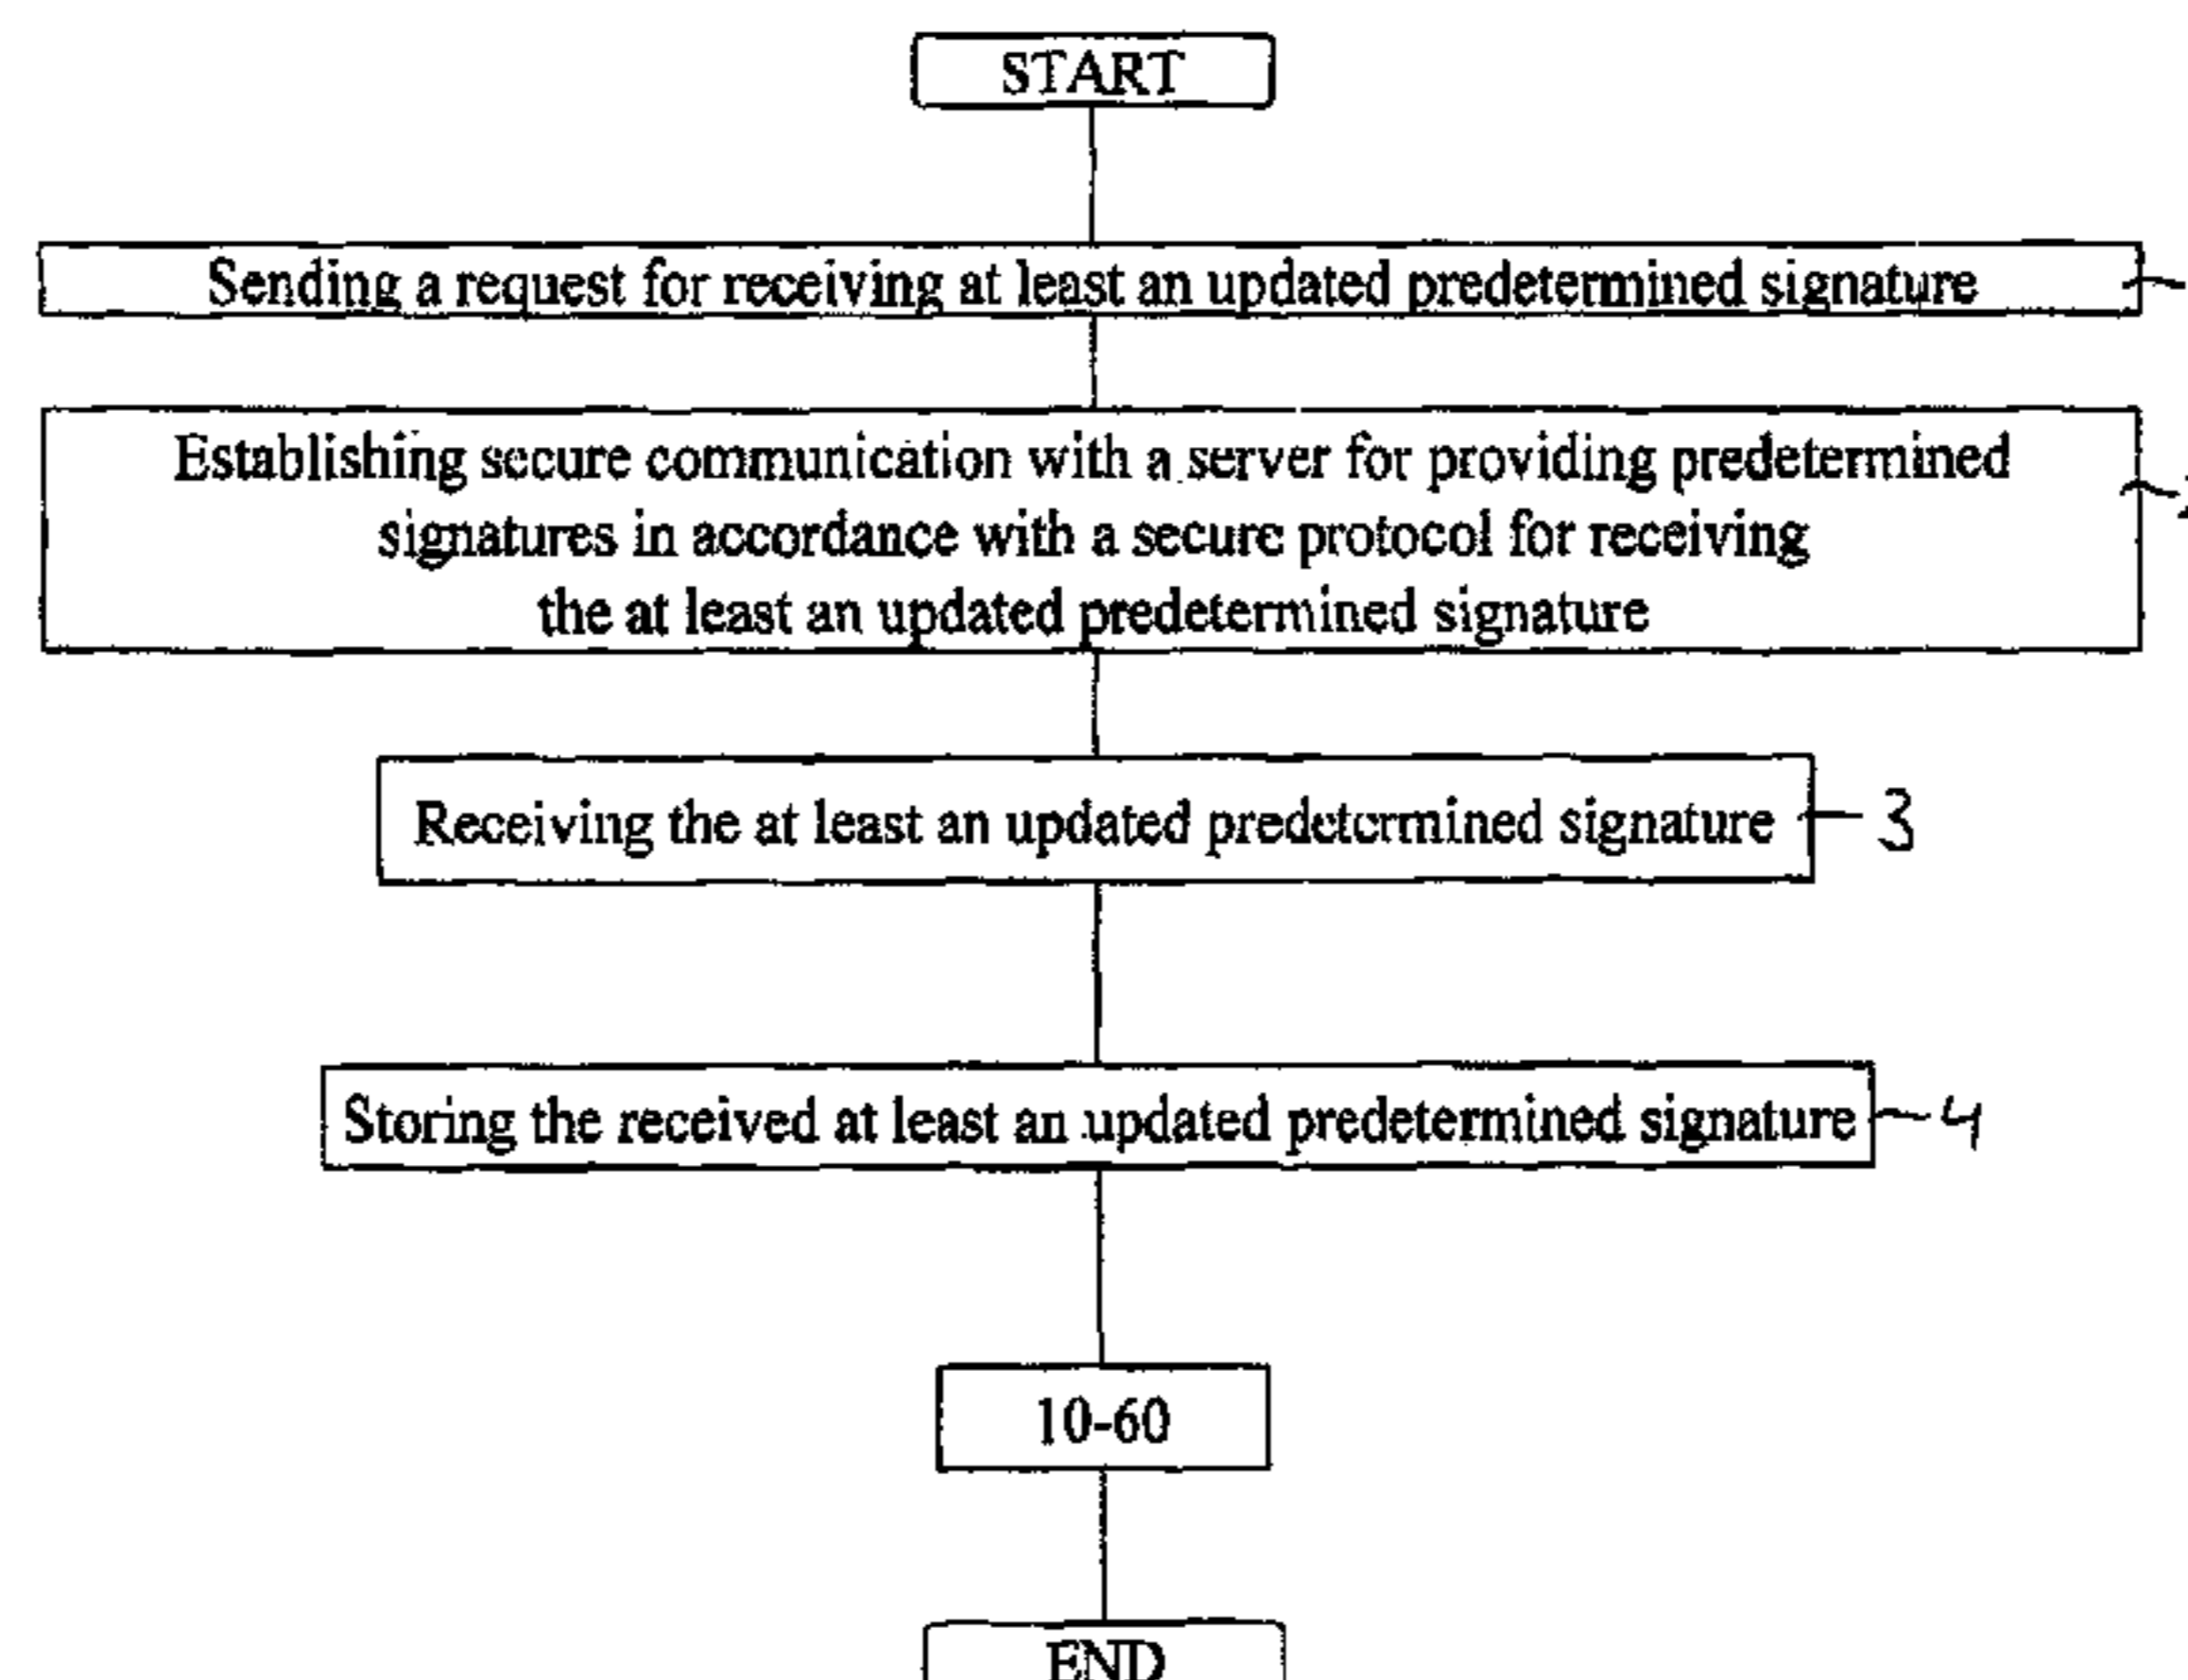 START
Sending a request for receiving at least an updated predetermined signature
Establishing secure communication with a server for providing predetermined
signatures in accordance with a secure protocol for receiving
the at least an updated predetermined signature
Receiving the at least an updated predetermined signature
3
Storing the received at least an updated predetermined signature
4
10-60
END